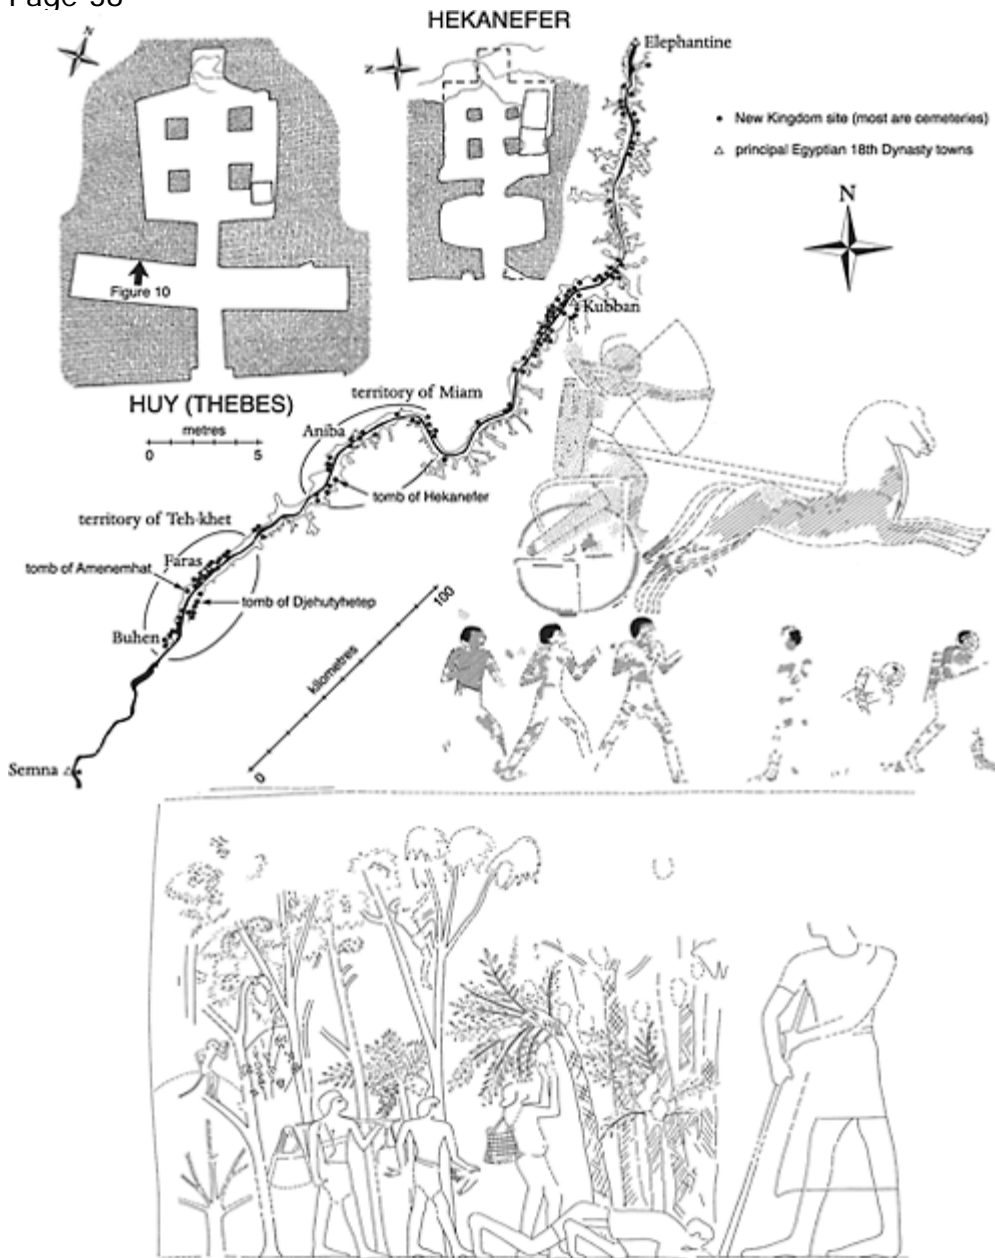 Page 38
HEKANEFER
N
N
Elephantine
New Kingdom site (most are cemeteries)
principal Egyptian 18th Dynasty towns
N
Figure 10
Kubban
HUY (THEBES)
metres
0 5
territory of Miam
Aniba
tomb of Hekanefer
territory of Teh-khet
Faras
tomb of Amenemhat
tomb of Djehutyhetep
Buhen
100
kilometres
0
Semna